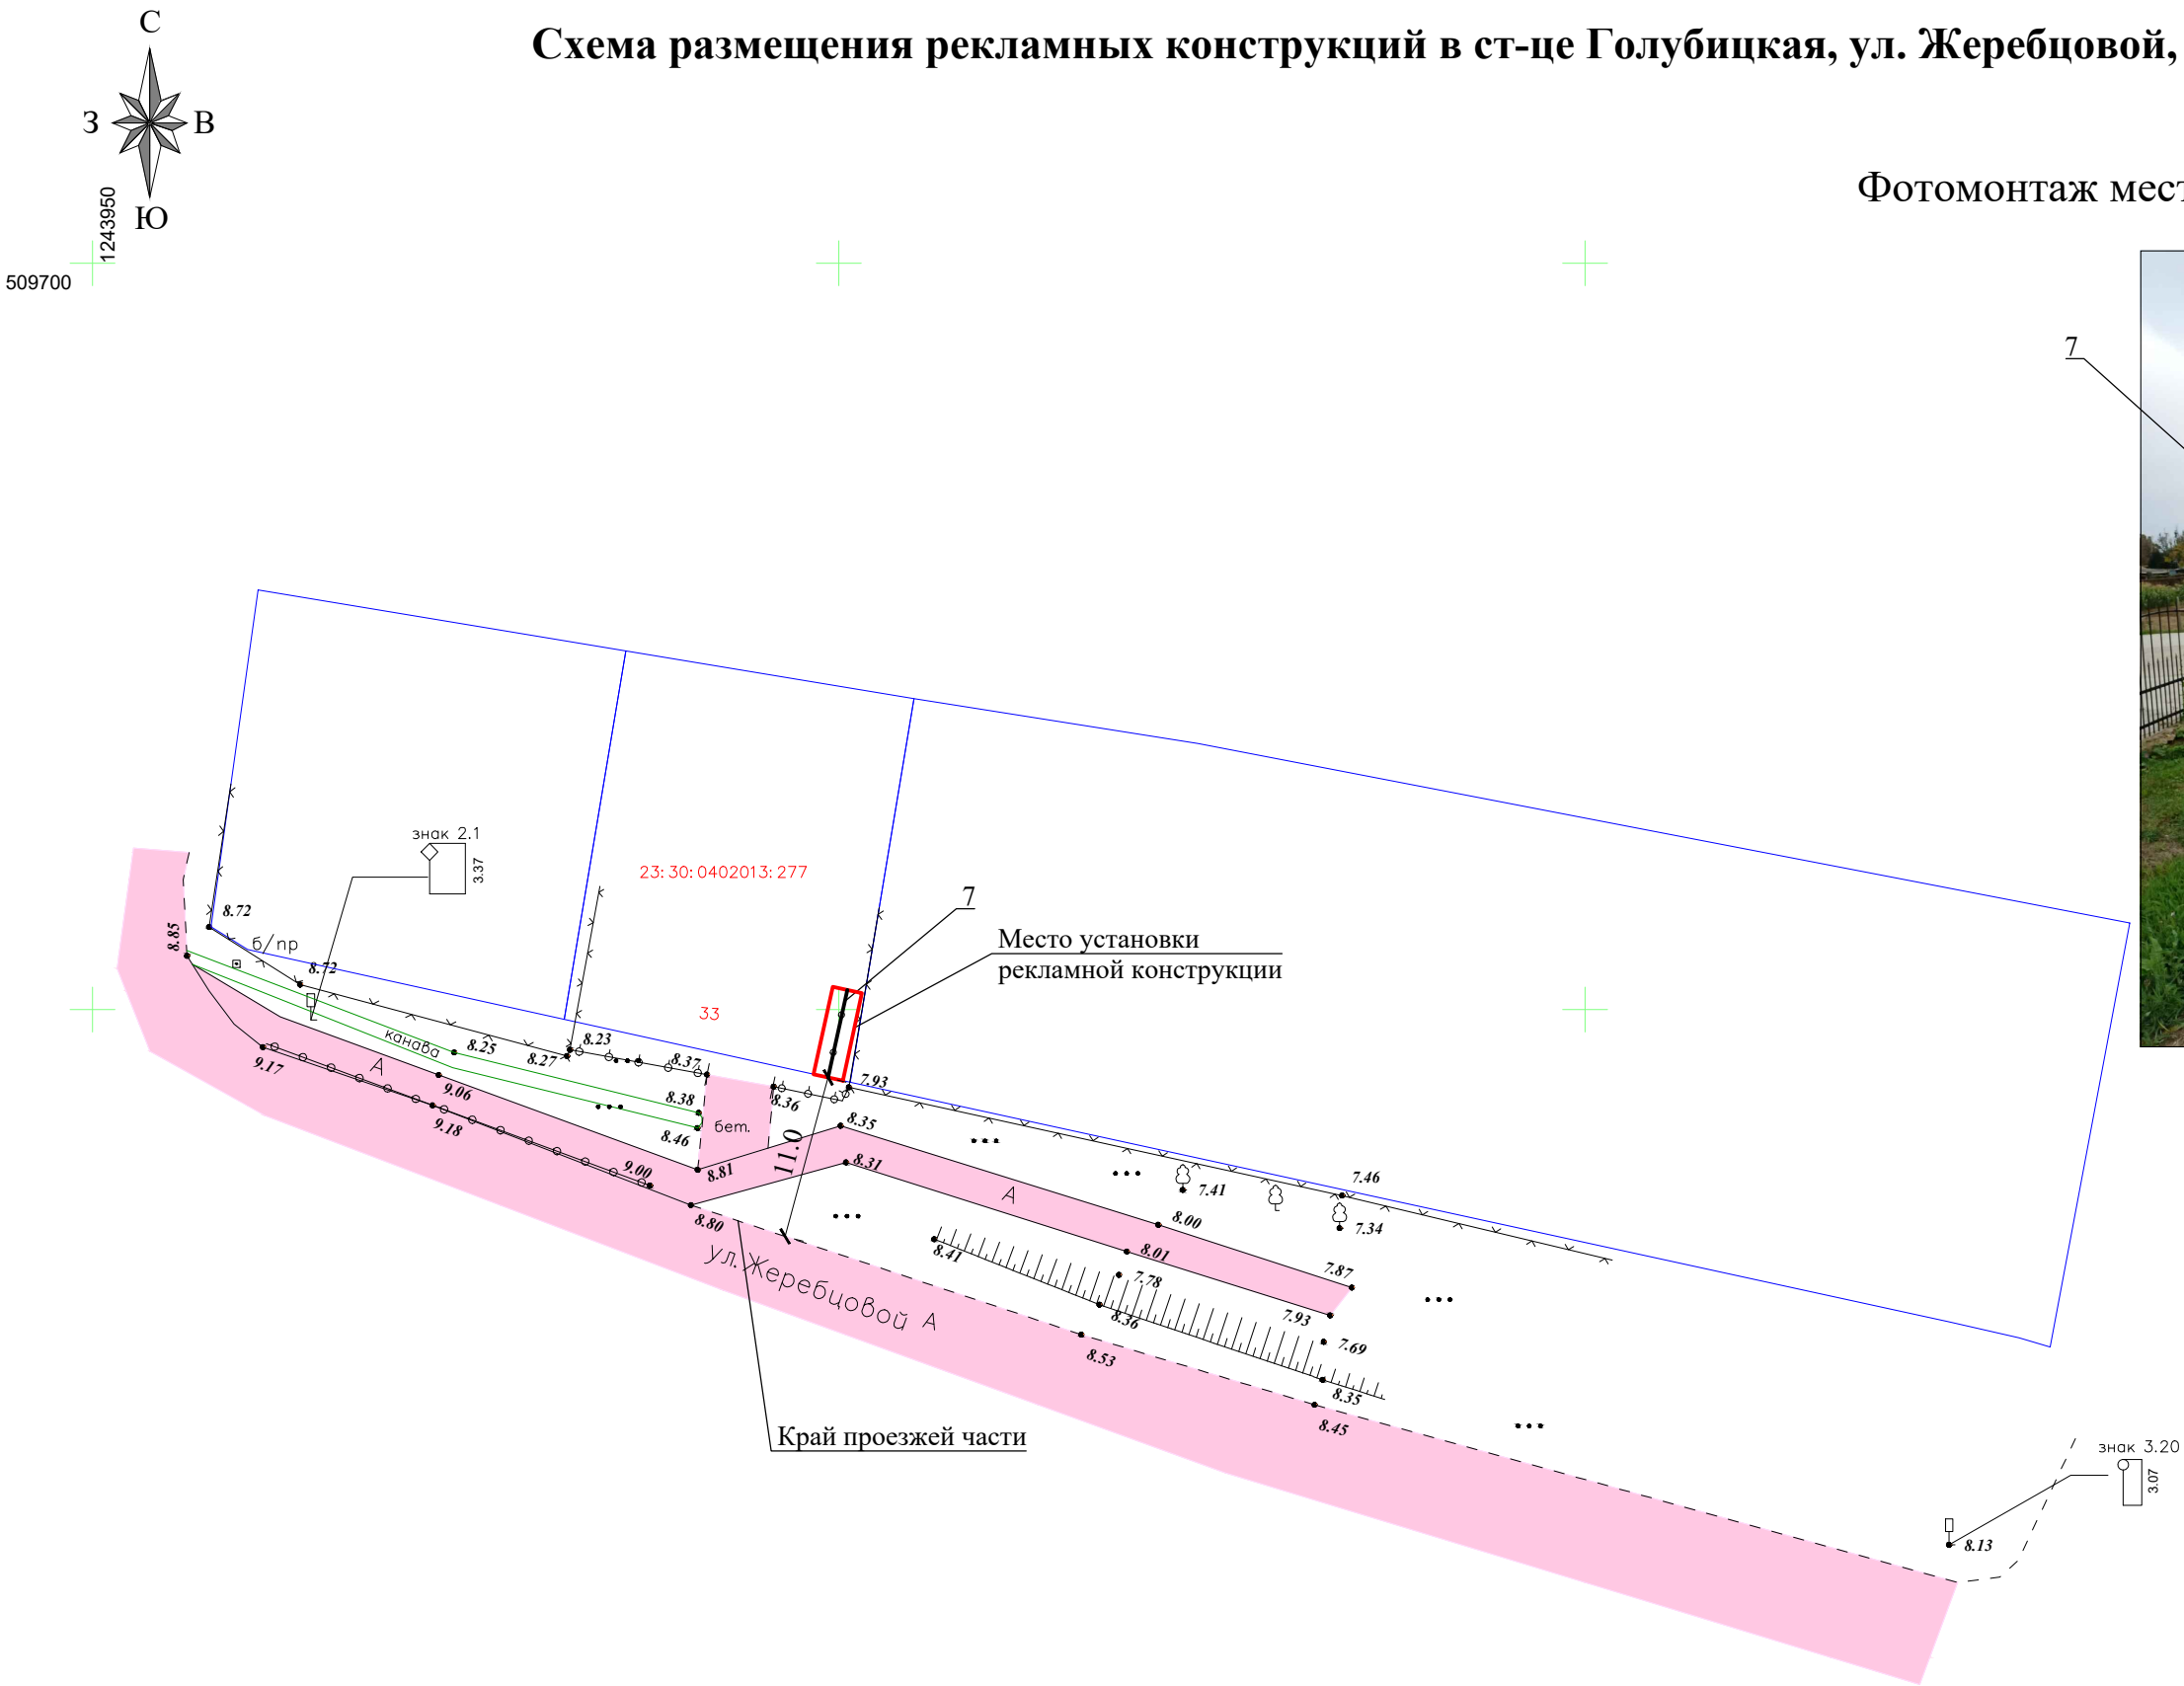 С
Схема размещения рекламных конструкций в ст-це Голубицкая, ул. Жеребцовой,
З
В
Ю
1243950
Фотомонтаж мест
509700
7
знак 2.1
3.37
23:30:0402013:277
7
8.72
8.85
б/пр
Место установки
рекламной конструкции
8.72
33
канава
8.25
8.27
8.23
8.37
7.93
9.17
А
9.06
8.38
8.36
9.18
8.46
бет.
8.35
11.0
9.00
8.81
8.31
7.46
7.41
А
8.80
8.00
7.34
ул.Жеребцовой
А
8.41
8.01
7.78
7.87
8.36
7.93
8.53
7.69
8.35
8.45
Край проезжей части
знак 3.20
3.07
8.13